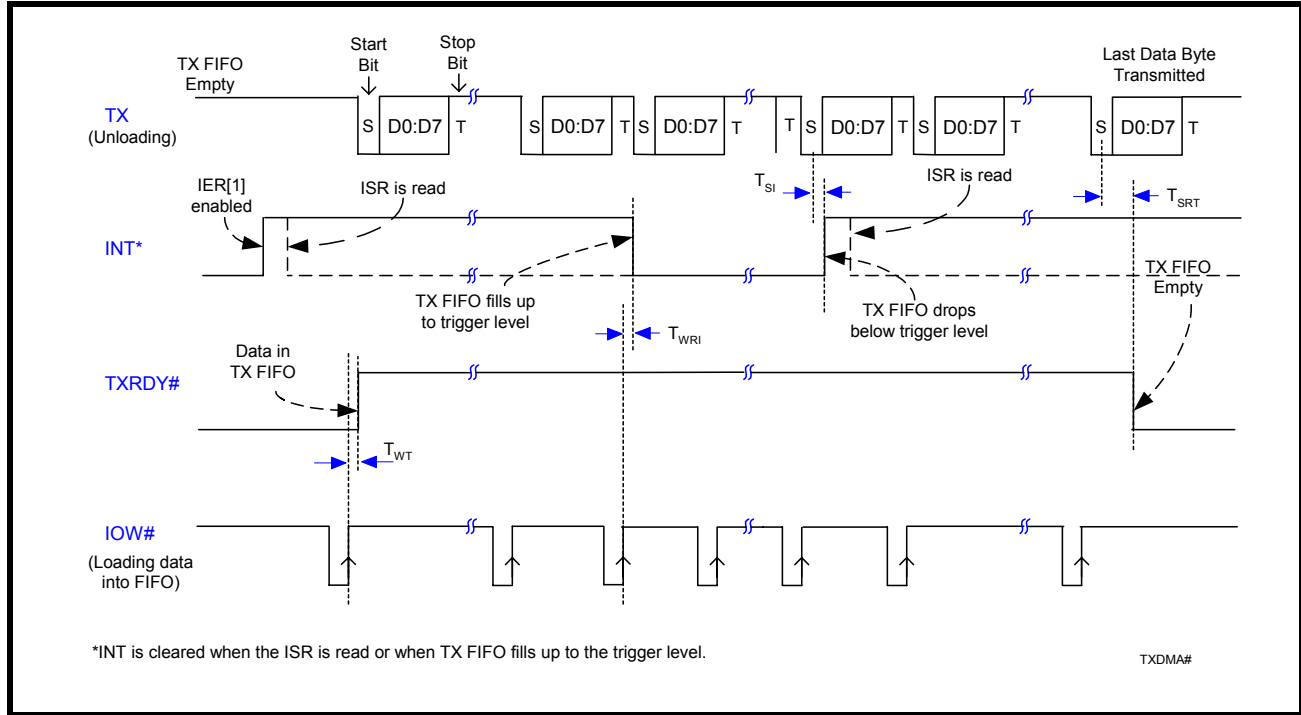 Start
Bit
Stop
Bit
TX FIFO
Empty
Last Data Byte
Transmitted
TX
(Unloading)
S D0:D7 T
S D0:D7 T S D0:D7 T
T S D0:D7 T S D0:D7 T
S D0:D7 T
IER[1]
enabled
ISR is read
TSI
ISR is read
TSRT
INT*
TX FIFO fills up
to trigger level
TX FIFO drops
below trigger level
TX FIFO
Empty
TWRI
Data in
TX FIFO
TXRDY#
TWT
IOW#
(Loading data
into FIFO)
*INT is cleared when the ISR is read or when TX FIFO fills up to the trigger level.
TXDMA#